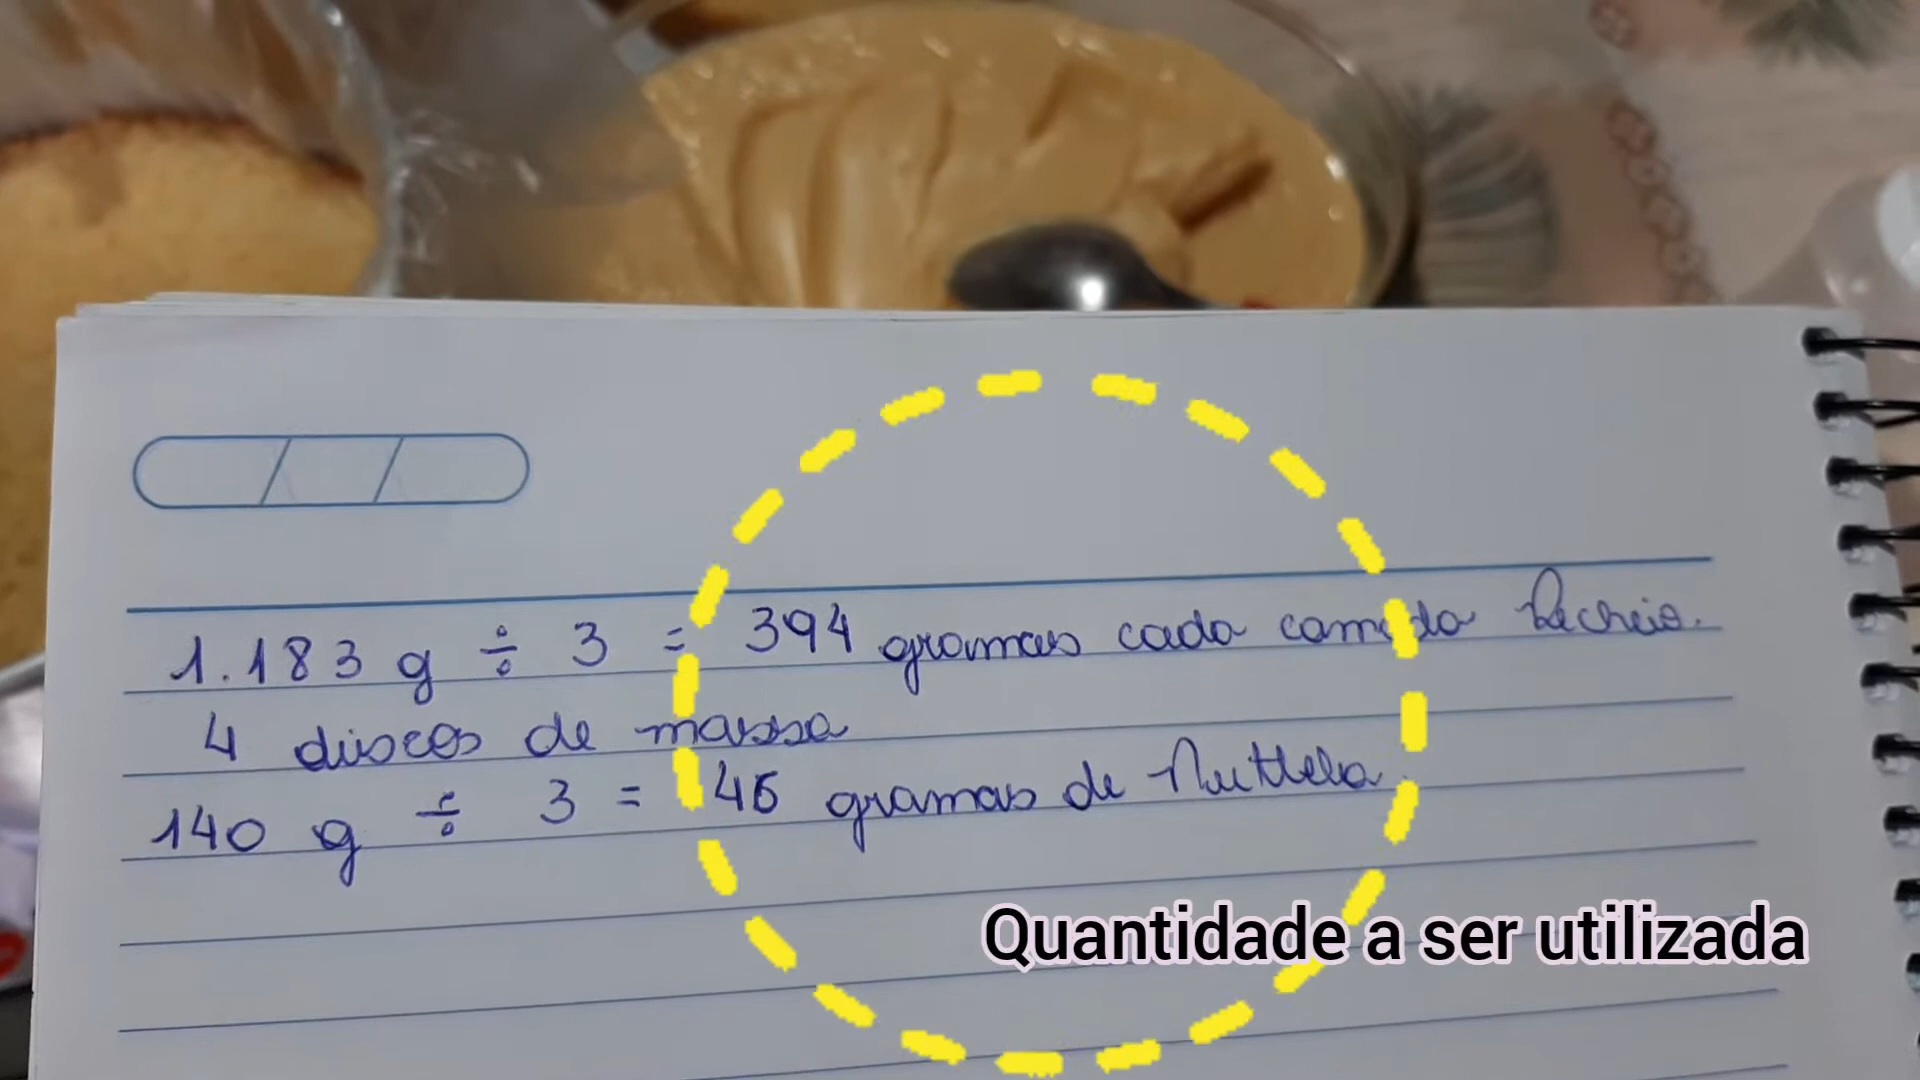 1.183 g ÷ 3 = 394 gramas cada camada Recheio.
4 discos de massa
140 g ÷ 3 = 46 gramas de Nuttela.
Quantidade a ser utilizada